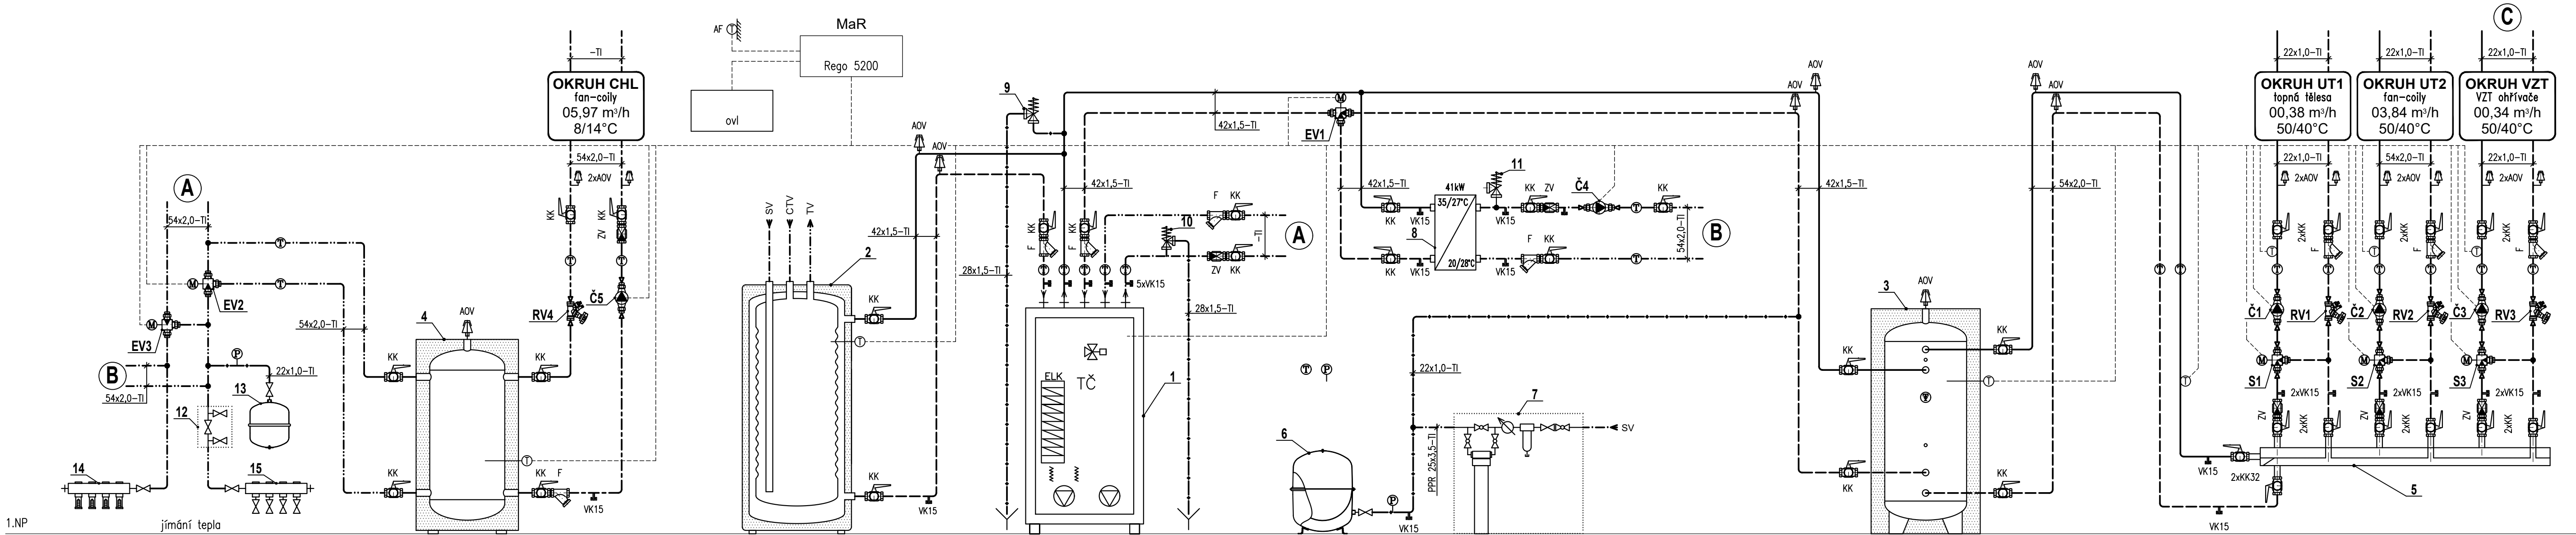 C
MaR
AF
T
Rego 5200
ovl
-TI
OKRUH CHL
fan-coily
05,97 m³/h
8/14°C
54x2,0-TI
2xAOV
KK
KK
ZV
T
T
RV4
Č5
A
54x2,0-TI
T
M
EV2
T
M
EV3
54x2,0-TI
B
54x2,0-TI
P
22x1,0-TI
13
12
14
15
1.NP
jímání tepla
4
AOV
KK
KK
KK
KK
F
T
VK15
AOV
AOV
SV
CTV
TV
42x1,5-TI
2
KK
T
KK
VK15
9
28x1,5-TI
42x1,5-TI
42x1,5-TI
F
KK
F
KK
T
T
T
T
T
5xVK15
10
F
KK
-TI
A
ZV
KK
28x1,5-TI
TČ
ELK
1
M
EV1
42x1,5-TI
41kW
35/27°C
8
20/28°C
KK
VK15
KK
VK15
11
VK15
KK
ZV
Č4
T
KK
VK15
F
KK
T
54x2,0-TI
B
AOV
AOV
42x1,5-TI
T
P
22x1,0-TI
6
P
VK15
PPR 25x3,5-TI
7
SV
3
AOV
KK
KK
KK
KK
T
T
AOV
AOV
54x2,0-TI
T
T
T
KK
VK15
2xKK32
VK15
5
22x1,0-TI
OKRUH UT1
topná tělesa
00,38 m³/h
50/40°C
22x1,0-TI
2xAOV
2xKK
F
T
T
T
Č1
RV1
M
S1
2xVK15
ZV
2xKK
22x1,0-TI
OKRUH UT2
fan-coily
03,84 m³/h
50/40°C
54x2,0-TI
2xAOV
2xKK
F
T
T
T
Č2
RV2
M
S2
2xVK15
ZV
2xKK
22x1,0-TI
OKRUH VZT
VZT ohřívače
00,34 m³/h
50/40°C
22x1,0-TI
2xAOV
2xKK
F
T
T
T
Č3
RV3
M
S3
2xVK15
ZV
2xKK